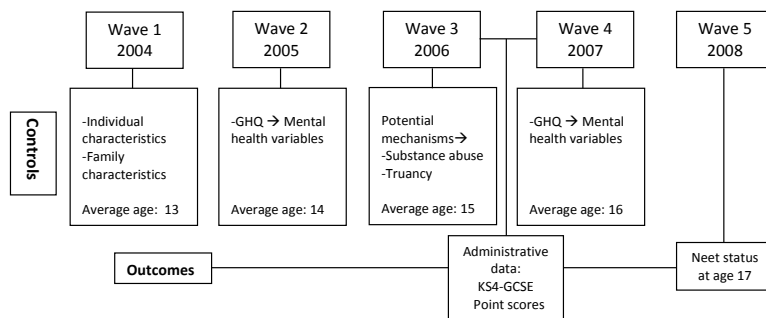 Wave 1
2004
Wave 2
2005
Wave 3
2006
Wave 4
2007
Wave 5
2008
Controls
-Individual
characteristics
-Family
characteristics
Average age: 13
-GHQ → Mental
health variables
Average age: 14
Potential
mechanisms→
-Substance abuse
-Truancy
Average age: 15
-GHQ → Mental
health variables
Average age: 16
Outcomes
Administrative
data:
KS4-GCSE
Point scores
Neet status
at age 17